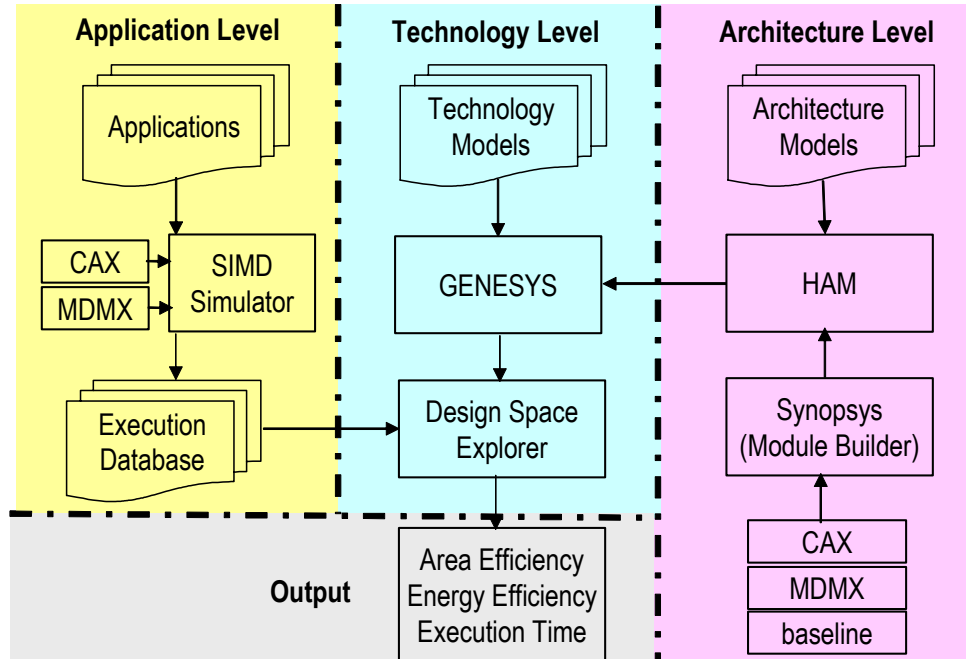 Application Level
Applications
CAX
MDMX
SIMD
Simulator
Execution
Database
Technology Level
Technology
Models
GENESYS
Design Space
Explorer
Architecture Level
Architecture
Models
HAM
Synopsys
(Module Builder)
CAX
MDMX
baseline
Output
Area Efficiency
Energy Efficiency
Execution Time